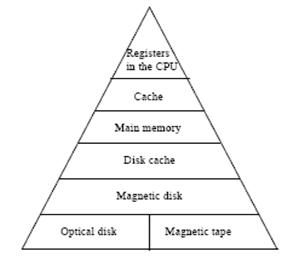 Registers
in the CPU
Cache
Main memory
Disk cache
Magnetic disk
Optical disk
Magnetic tape